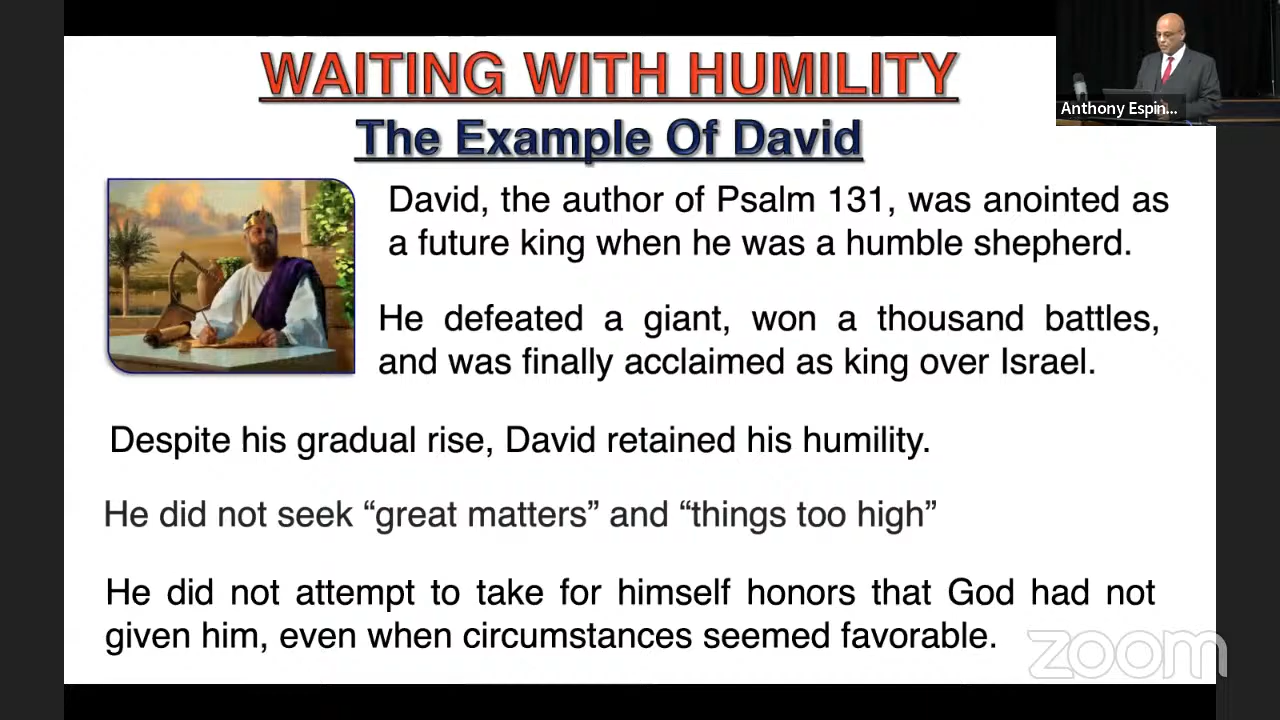 WAITING WITH HUMILITY
The Example Of David
Anthony Espin...
David, the author of Psalm 131, was anointed as
a future king when he was a humble shepherd.
He defeated a giant, won a thousand battles,
and was finally acclaimed as king over Israel.
Despite his gradual rise, David retained his humility.
He did not seek “great matters” and “things too high”
He did not attempt to take for himself honors that God had not
given him, even when circumstances seemed favorable.
zoom